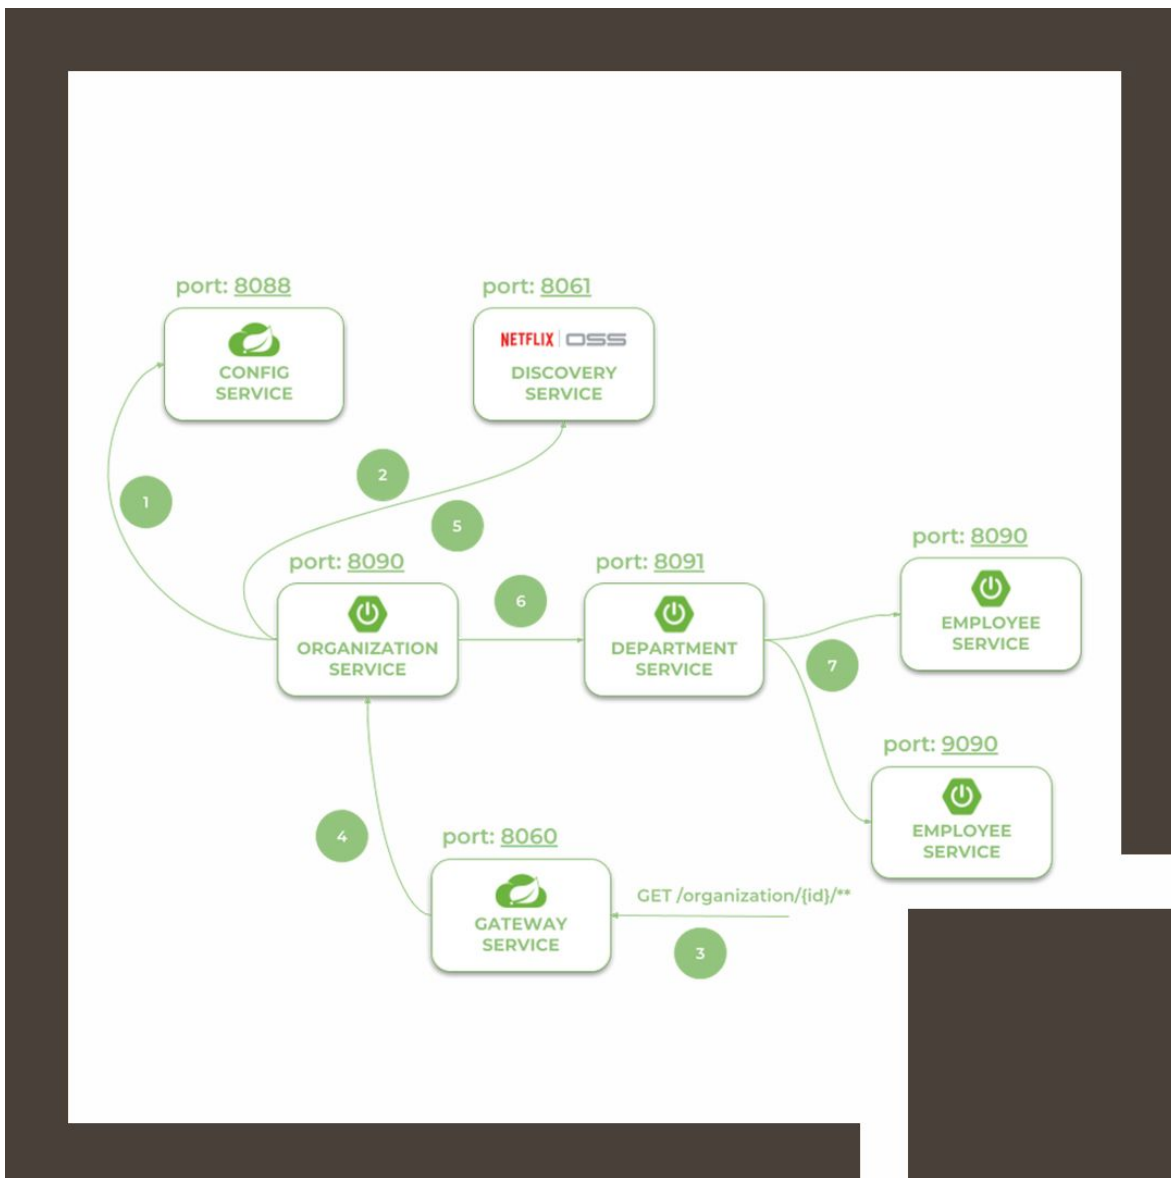 port: 8088
CONFIG
SERVICE
port: 8061
NETFLIX OSS
DISCOVERY
SERVICE
1
2
5
port: 8090
ORGANIZATION
SERVICE
6
port: 8091
DEPARTMENT
SERVICE
port: 8090
EMPLOYEE
SERVICE
7
port: 9090
EMPLOYEE
SERVICE
4
port: 8060
GATEWAY
SERVICE
GET /organization/{id}/**
3